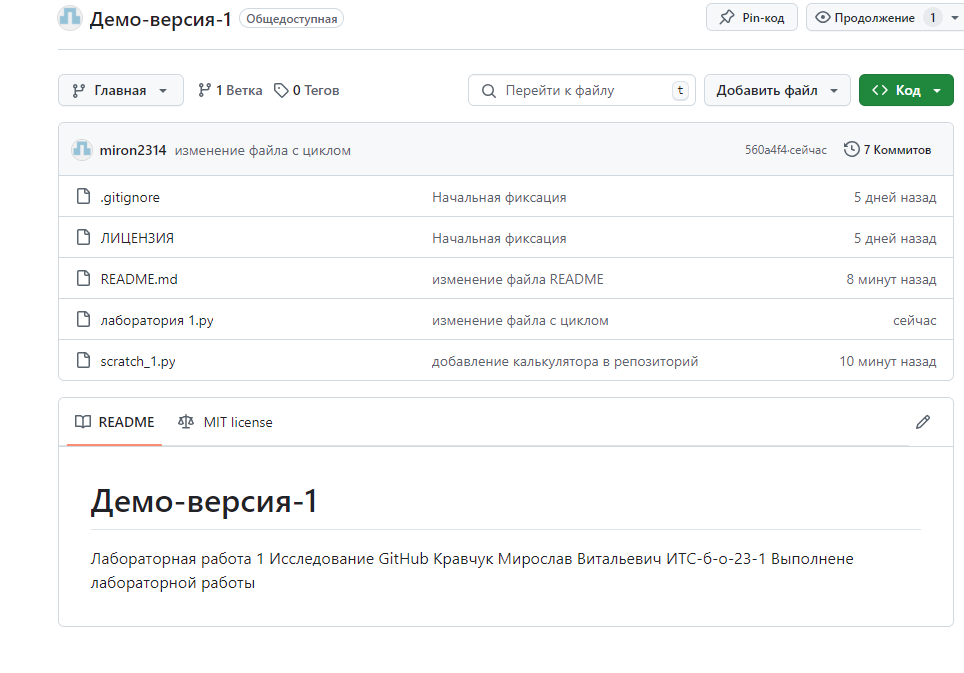 Демо-версия-1 Общедоступная Pin-код Продолжение 1
Главная 1 Ветка 0 Тегов Перейти к файлу t Добавить файл Код
miron2314 изменение файла с циклом 560a4f4·сейчас 7 Коммитов
.gitignore Начальная фиксация 5 дней назад
ЛИЦЕНЗИЯ Начальная фиксация 5 дней назад
README.md изменение файла README 8 минут назад
лаборатория 1.py изменение файла с циклом сейчас
scratch_1.py добавление калькулятора в репозиторий 10 минут назад
README MIT license
Демо-версия-1
Лабораторная работа 1 Исследование GitHub Кравчук Мирослав Витальевич ИТС-б-о-23-1 Выполнене
лабораторной работы